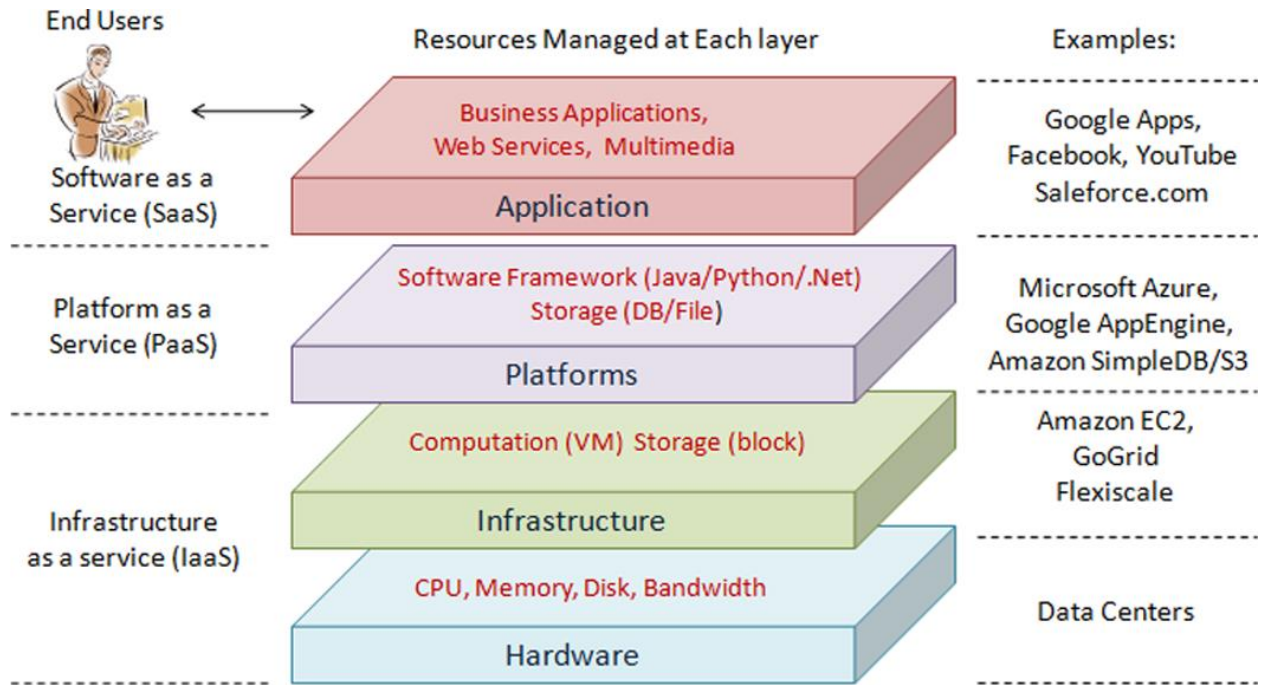 End Users
Resources Managed at Each layer
Examples:
Business Applications,
Web Services, Multimedia
Application
Software as a
Service (SaaS)
Google Apps,
Facebook, YouTube
Saleforce.com
Software Framework (Java/Python/.Net)
Storage (DB/File)
Platforms
Platform as a
Service (PaaS)
Microsoft Azure,
Google AppEngine,
Amazon SimpleDB/S3
Computation (VM) Storage (block)
Infrastructure
Amazon EC2,
GoGrid
Flexiscale
Infrastructure
as a service (IaaS)
CPU, Memory, Disk, Bandwidth
Hardware
Data Centers